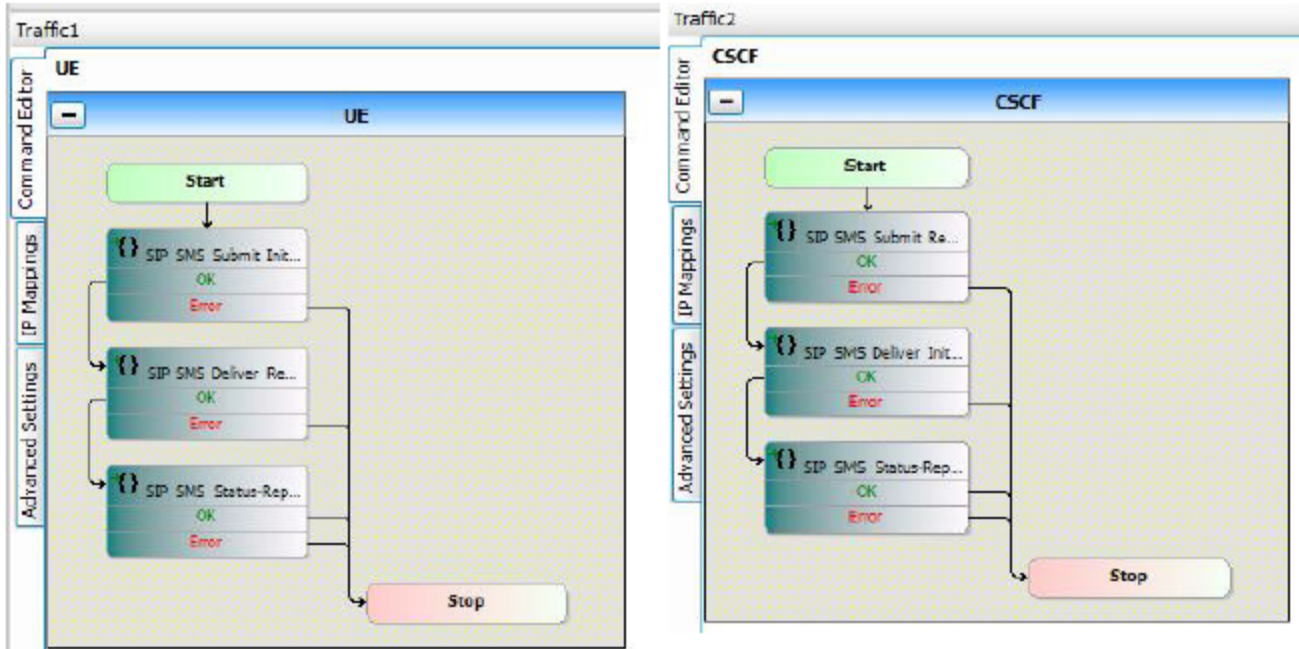 Traffic1
Command Editor
IP Mappings
Advanced Settings
UE
UE
Start
SIP SMS Submit Init...
OK
Error
SIP SMS Deliver Re...
OK
Error
SIP SMS Status-Rep...
OK
Error
Stop
Traffic2
Command Editor
IP Mappings
Advanced Settings
CSCF
CSCF
Start
SIP SMS Submit Re...
OK
Error
SIP SMS Deliver Init...
OK
Error
SIP SMS Status-Rep...
OK
Error
Stop